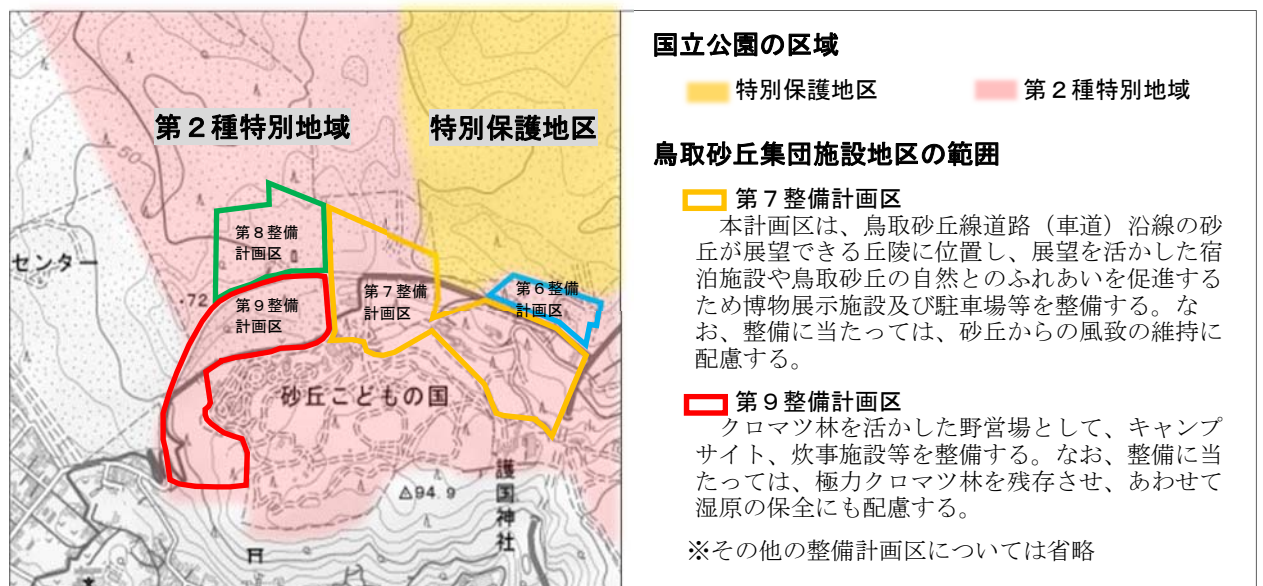 第２種特別地域
特別保護地区
50
第８整備
計画区
センター
・72
第９整備
計画区
第７整備
計画区
第６整備
計画区
砂丘こどもの国
△94.9
護国神社
国立公園の区域
特別保護地区
第２種特別地域
鳥取砂丘集団施設地区の範囲
第７整備計画区
本計画区は、鳥取砂丘線道路（車道）沿線の砂
丘が展望できる丘陵に位置し、展望を活かした宿
泊施設や鳥取砂丘の自然とのふれあいを促進する
ため博物展示施設及び駐車場等を整備する。な
お、整備に当たっては、砂丘からの風致の維持に
配慮する。
第９整備計画区
クロマツ林を活かした野営場として、キャンプ
サイト、炊事施設等を整備する。なお、整備に当
たっては、極力クロマツ林を残存させ、あわせて
湿原の保全にも配慮する。
※その他の整備計画区については省略